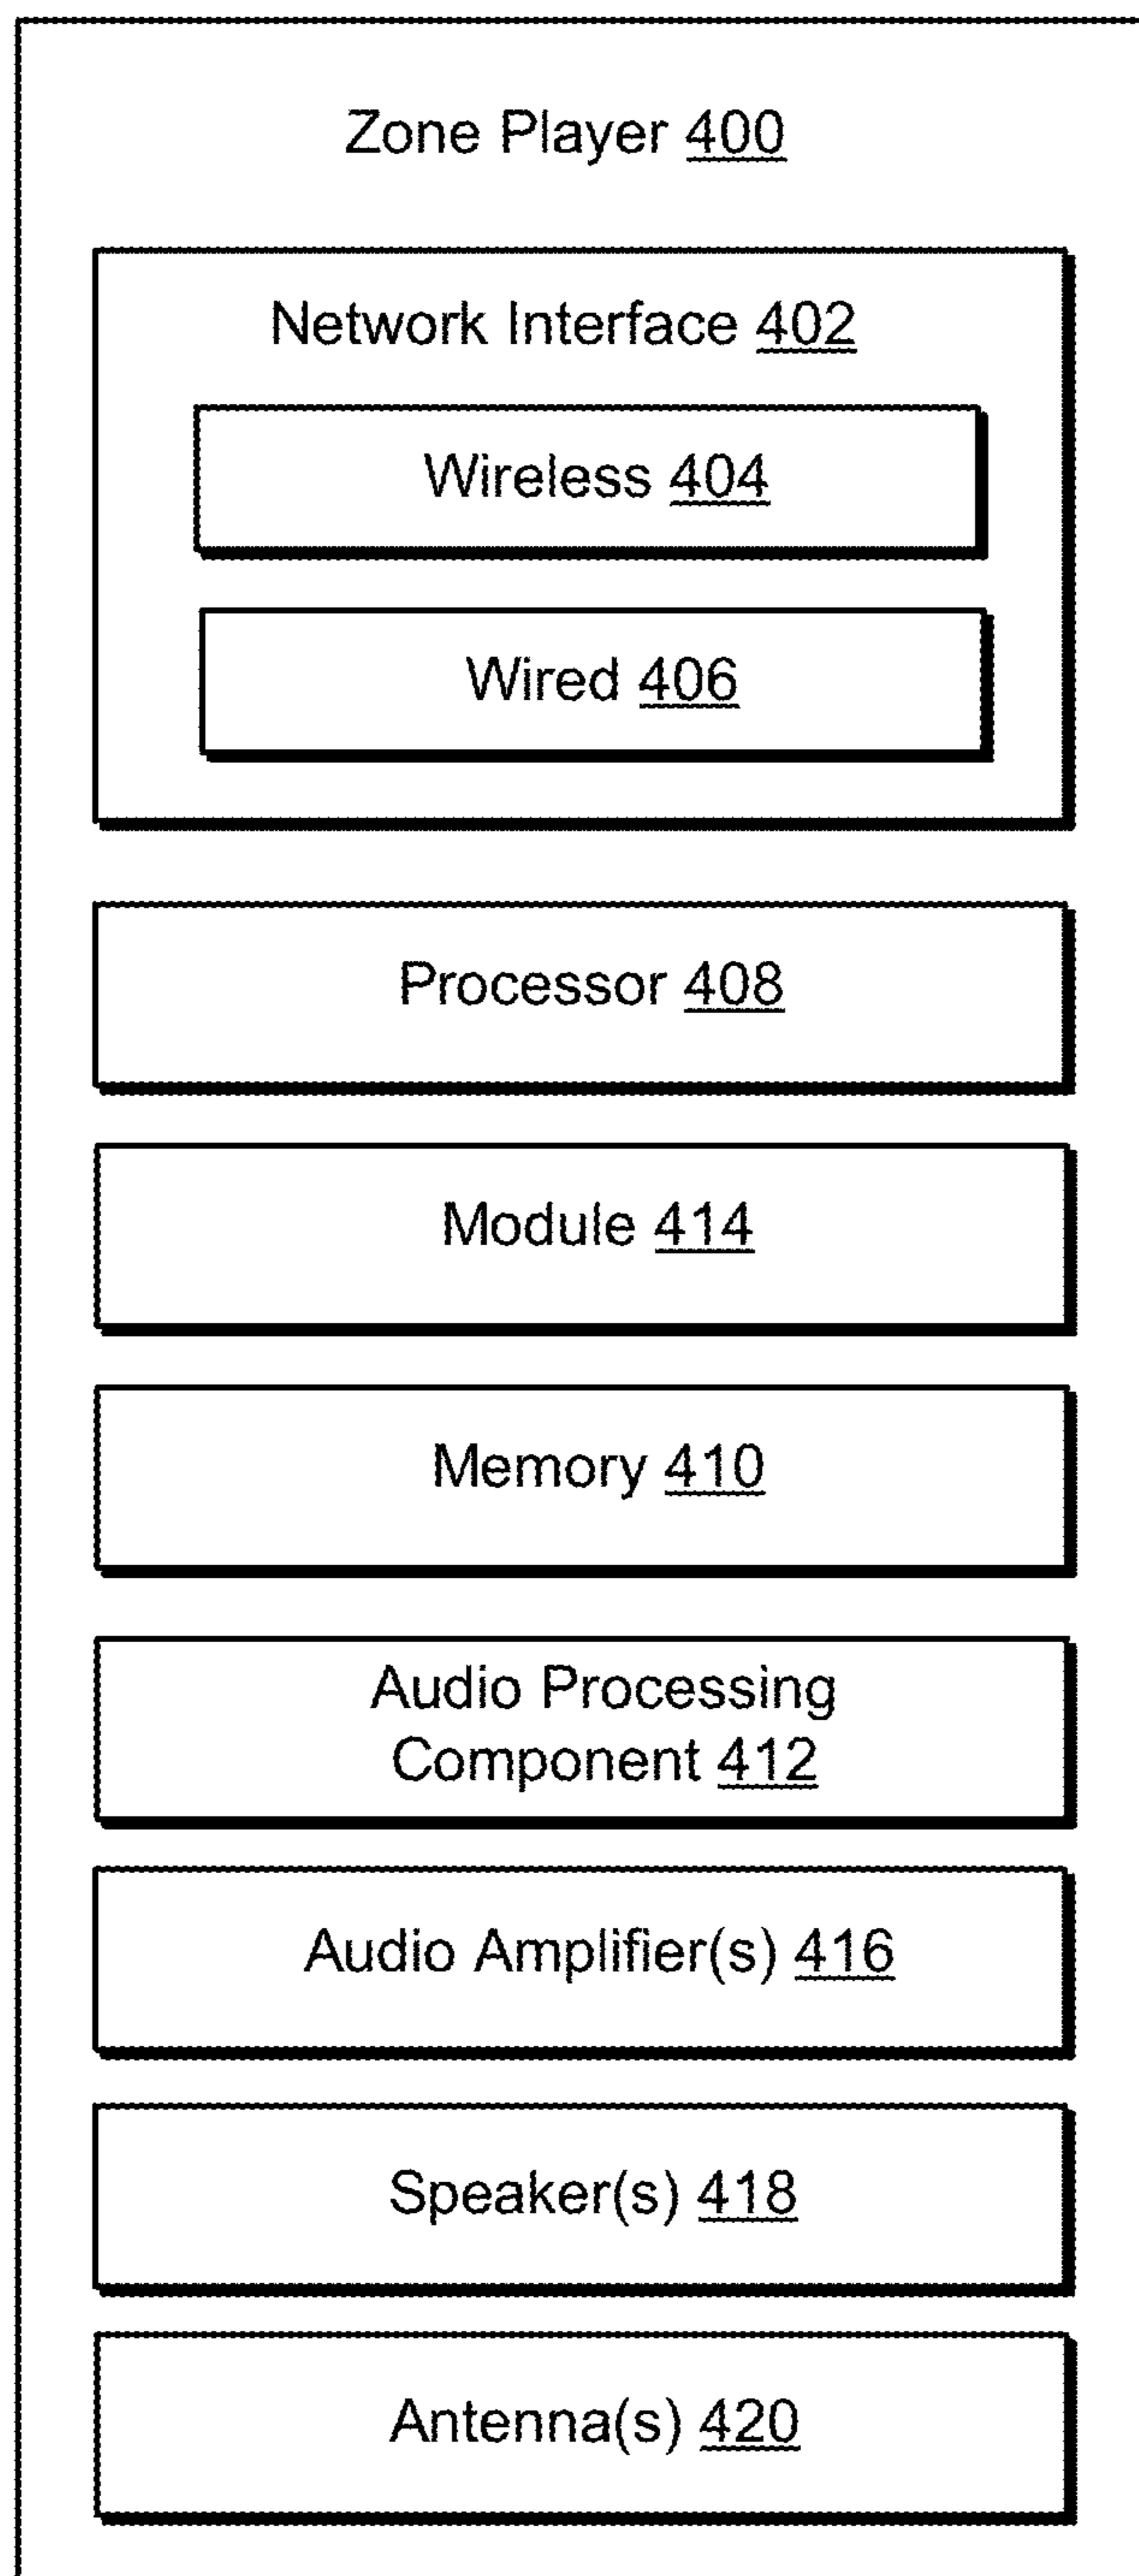 Zone Player 400
Network Interface 402
Wireless 404
Wired 406
Processor 408
Module 414
Memory 410
Audio Processing
Component 412
Audio Amplifier(s) 416
Speaker(s) 418
Antenna(s) 420